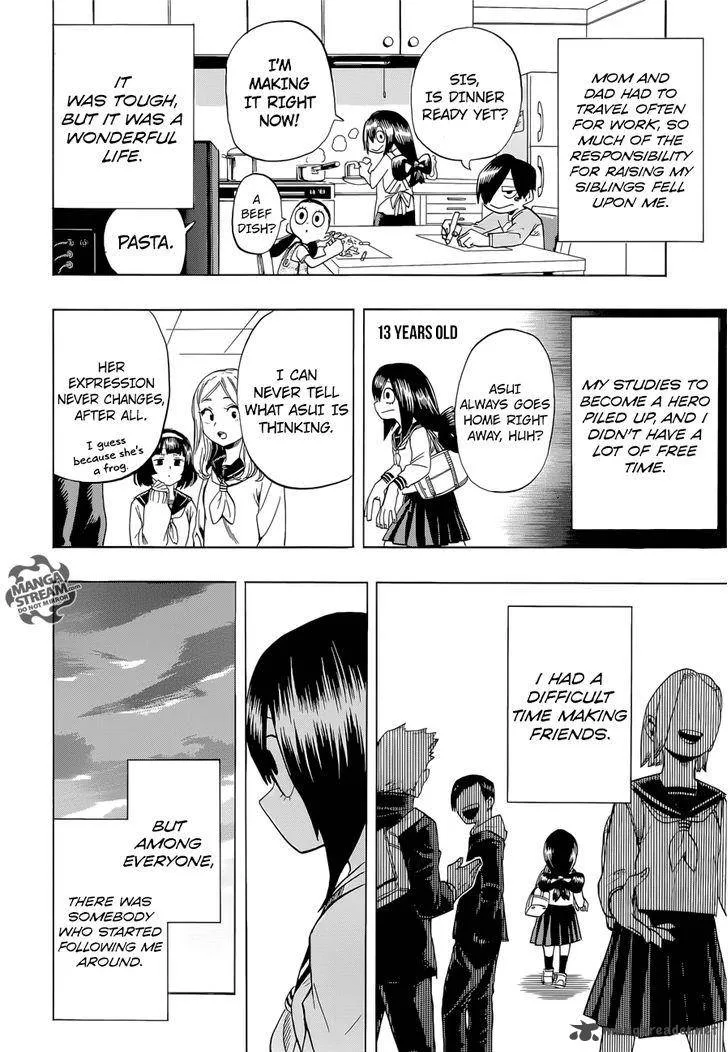 MOM AND
DAD HAD TO
TRAVEL OFTEN
FOR WORK, SO
MUCH OF THE
RESPONSIBILITY
FOR RAISING MY
SIBLINGS FELL
UPON ME.
SIS,
IS DINNER
READY YET?
I'M
MAKING
IT RIGHT
NOW!
A
BEEF
DISH?
PASTA.
IT
WAS TOUGH,
BUT IT WAS A
WONDERFUL
LIFE.
MY STUDIES TO
BECOME A HERO
PILED UP, AND I
DIDN'T HAVE A
LOT OF FREE
TIME.
13 YEARS OLD
ASUI
ALWAYS GOES
HOME RIGHT
AWAY, HUH?
I CAN
NEVER TELL
WHAT ASUI IS
THINKING.
HER
EXPRESSION
NEVER CHANGES,
AFTER ALL.
I guess
because she's
a frog.
I HAD A
DIFFICULT
TIME MAKING
FRIENDS.
BUT
AMONG
EVERYONE,
THERE WAS
SOMEBODY
WHO STARTED
FOLLOWING ME
AROUND.
MANGA
STREAM.com
DO NOT MIRROR
mangareader.net